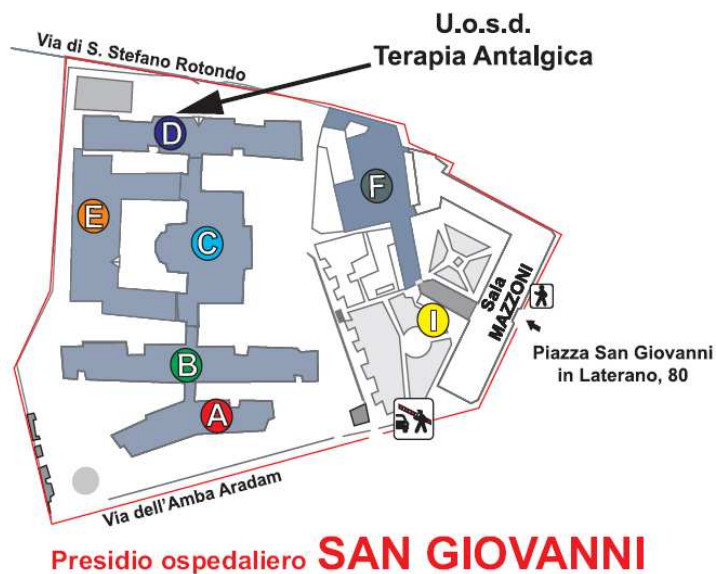 U.o.s.d.
Terapia Antalgica
Via di S. Stefano Rotondo
D
F
E
C
Sala
MAZZONI
I
Piazza San Giovanni
in Laterano, 80
B
A
Via dell'Amba Aradam
Presidio ospedaliero SAN GIOVANNI